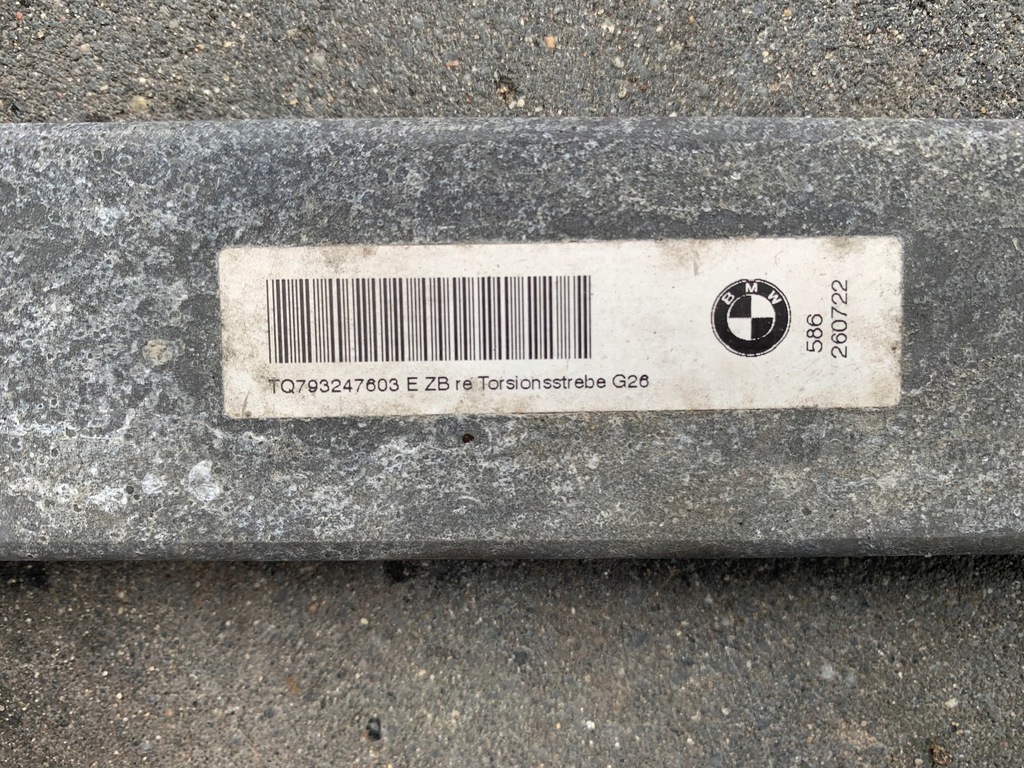 TQ793247603 E ZB re Torsionsstrebe G26
BMW
586
260722